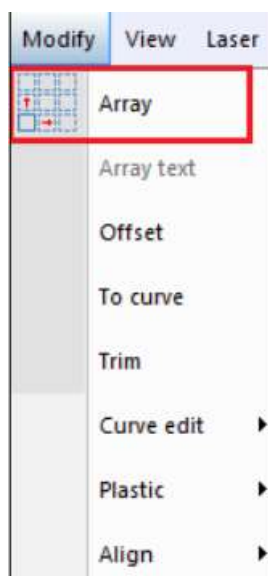 Modify View Laser
Array
Array text
Offset
To curve
Trim
Curve edit
Plastic
Align